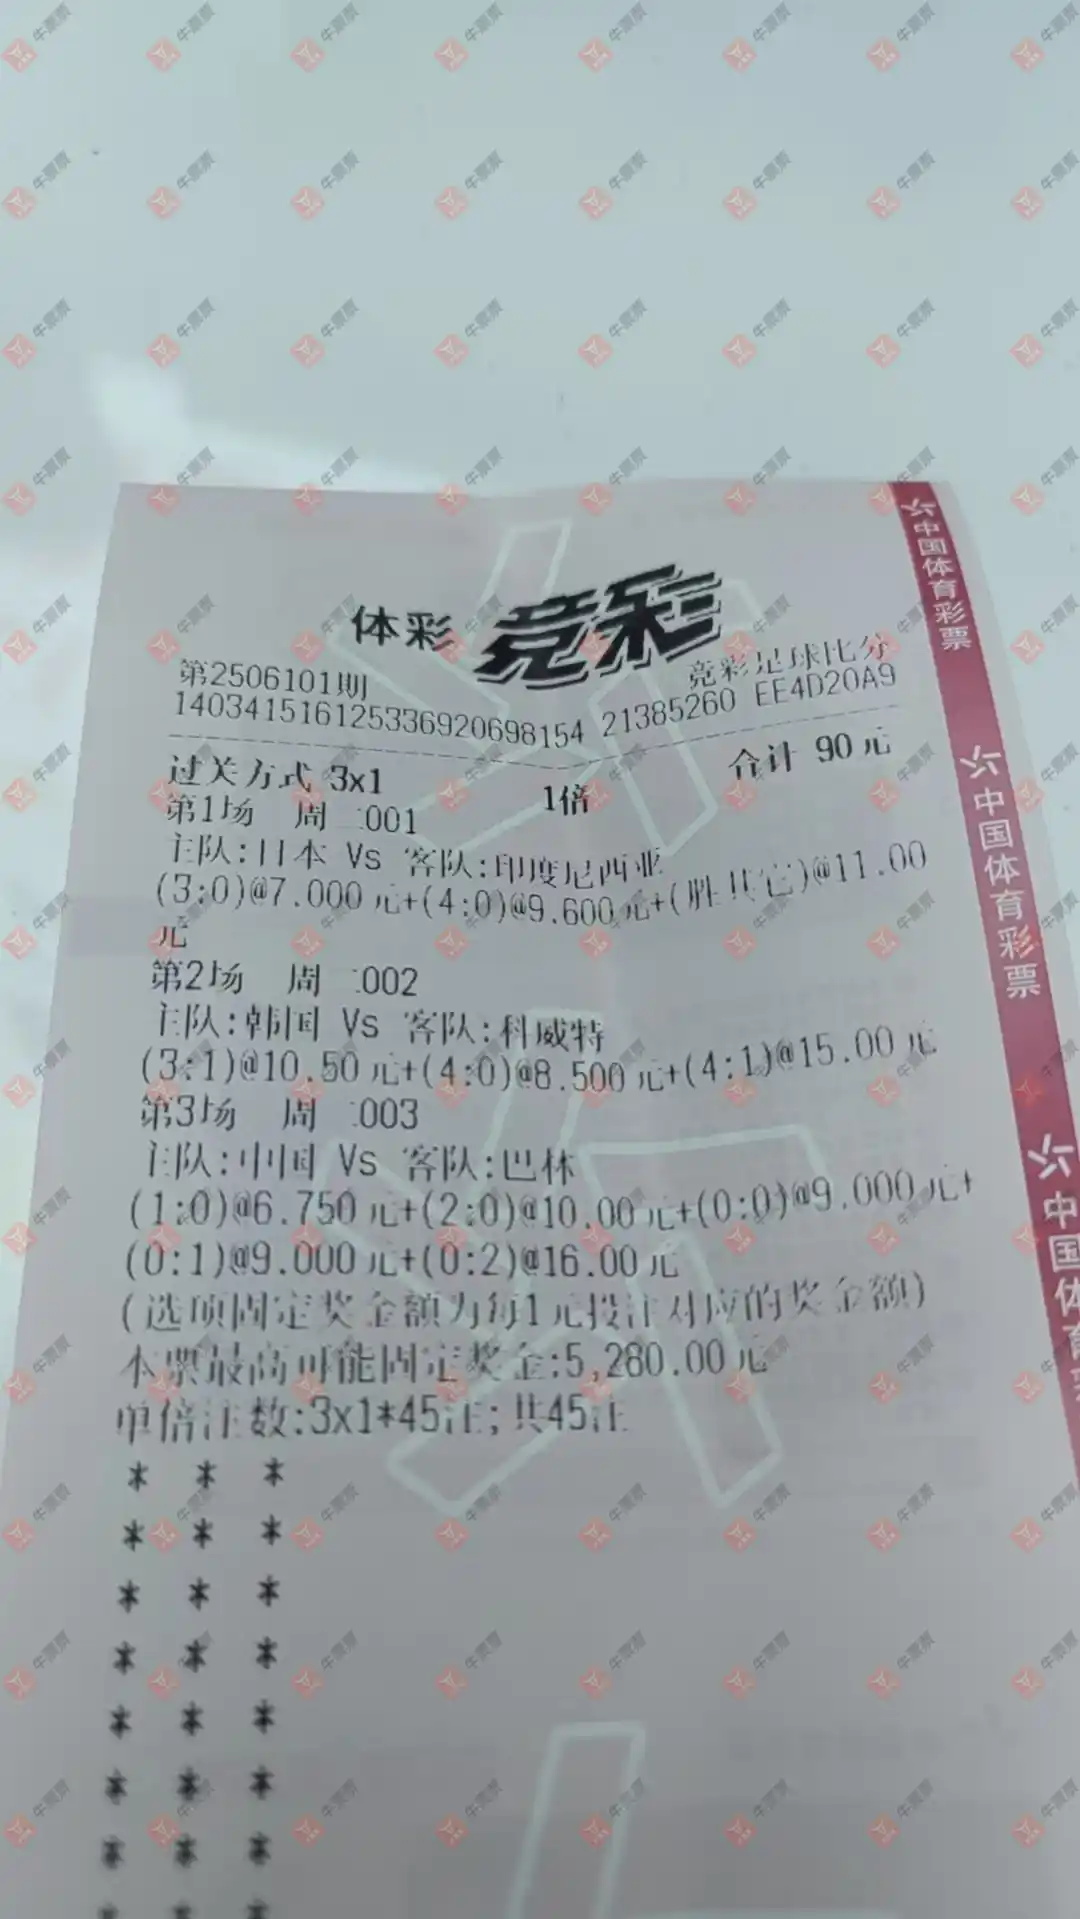 体彩 竞彩
竞彩足球比分
第2506101期
140341516125336920698154 21385260 EE4D20A9
过关方式 3x1 1倍 合计 90元
第1场 周二001
主队:日本 Vs 客队:印度尼西亚
(3:0)@7.000元+(4:0)@9.600元+(胜其它)@11.00
元
第2场 周二002
主队:韩国 Vs 客队:科威特
(3:1)@10.50元+(4:0)@8.500元+(4:1)@15.00元
第3场 周二003
主队:中国 Vs 客队:巴林
(1:0)@6.750元+(2:0)@10.00元+(0:0)@9.000元+
(0:1)@9.000元+(0:2)@16.00元
(选项固定奖金额为每1元投注对应的奖金额)
本票最高可能固定奖金:5,280.00元
单倍注数:3x1*45注;共45注
* * *
* * *
* * *
* * *
* * *
* * *
* * *
* * *
中国体育彩票
中国体育彩票
中国体育彩
牛票票